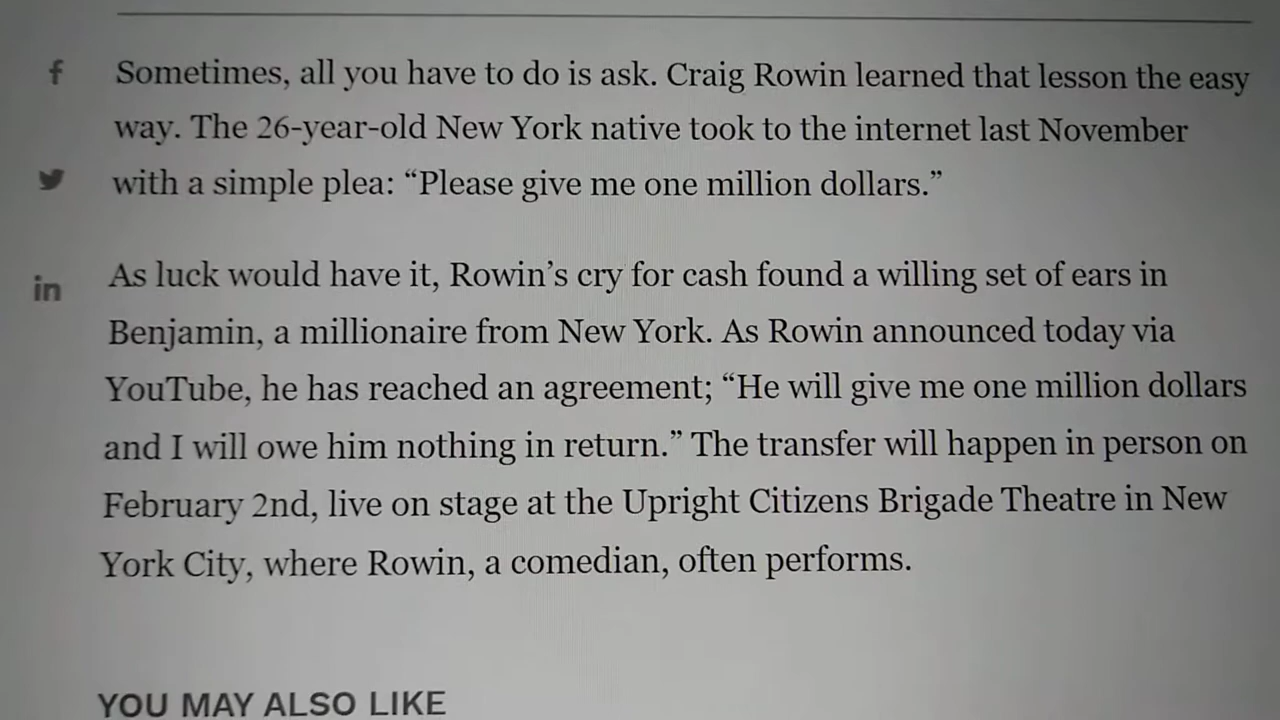 Sometimes, all you have to do is ask. Craig Rowin learned that lesson the easy
way. The 26-year-old New York native took to the internet last November
with a simple plea: “Please give me one million dollars.”
As luck would have it, Rowin’s cry for cash found a willing set of ears in
Benjamin, a millionaire from New York. As Rowin announced today via
YouTube, he has reached an agreement; “He will give me one million dollars
and I will owe him nothing in return.” The transfer will happen in person on
February 2nd, live on stage at the Upright Citizens Brigade Theatre in New
York City, where Rowin, a comedian, often performs.
YOU MAY ALSO LIKE